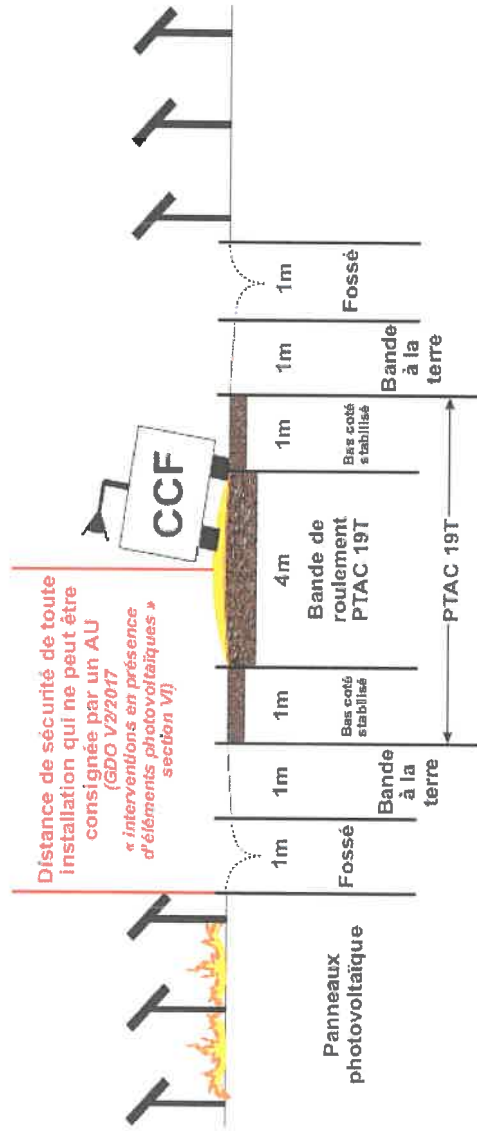 Distance de sécurité de toute
installation qui ne peut être
consignée par un AU
(GDO V2/2017
« interventions en présence
d'éléments photovoltaïques »
section VI)
CCF
1m
1m
1m
4m
1m
1m
1m
Fossé
Bande
à la
terre
Bas coté
stabilisé
Bande de
roulement
PTAC 19T
Bas coté
stabilisé
Bande
à la
terre
Fossé
Panneaux
photovoltaïque
PTAC 19T